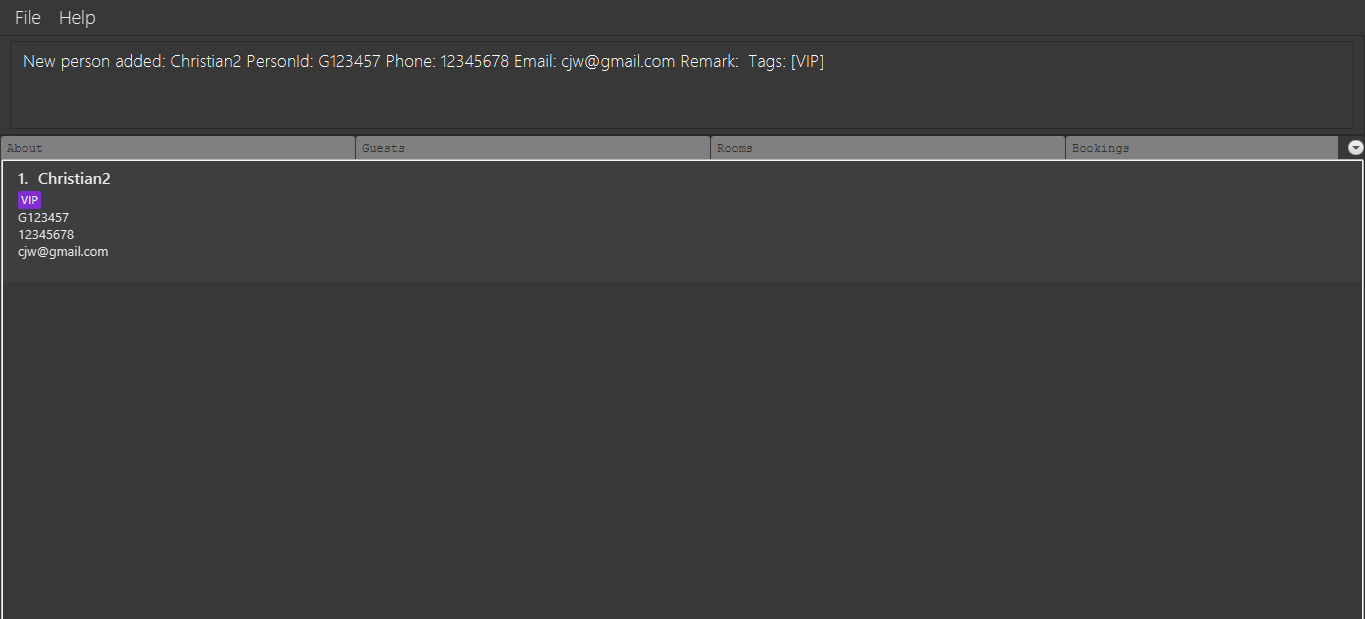 File Help
New person added: Christian2 PersonId: G123457 Phone: 12345678 Email: cjw@gmail.com Remark:  Tags: [VIP]
About Guests Rooms Bookings
1. Christian2
VIP
G123457
12345678
cjw@gmail.com